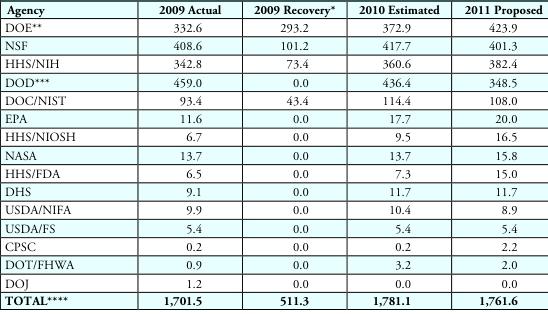 Agency 2009 Actual 2009 Recovery* 2010 Estimated 2011 Proposed
DOE** 332.6 293.2 372.9 423.9
NSF 408.6 101.2 417.7 401.3
HHS/NIH 342.8 73.4 360.6 382.4
DOD*** 459.0 0.0 436.4 348.5
DOC/NIST 93.4 43.4 114.4 108.0
EPA 11.6 0.0 17.7 20.0
HHS/NIOSH 6.7 0.0 9.5 16.5
NASA 13.7 0.0 13.7 15.8
HHS/FDA 6.5 0.0 7.3 15.0
DHS 9.1 0.0 11.7 11.7
USDA/NIFA 9.9 0.0 10.4 8.9
USDA/FS 5.4 0.0 5.4 5.4
CPSC 0.2 0.0 0.2 2.2
DOT/FHWA 0.9 0.0 3.2 2.0
DOJ 1.2 0.0 0.0 0.0
TOTAL**** 1,701.5 511.3 1,781.1 1,761.6